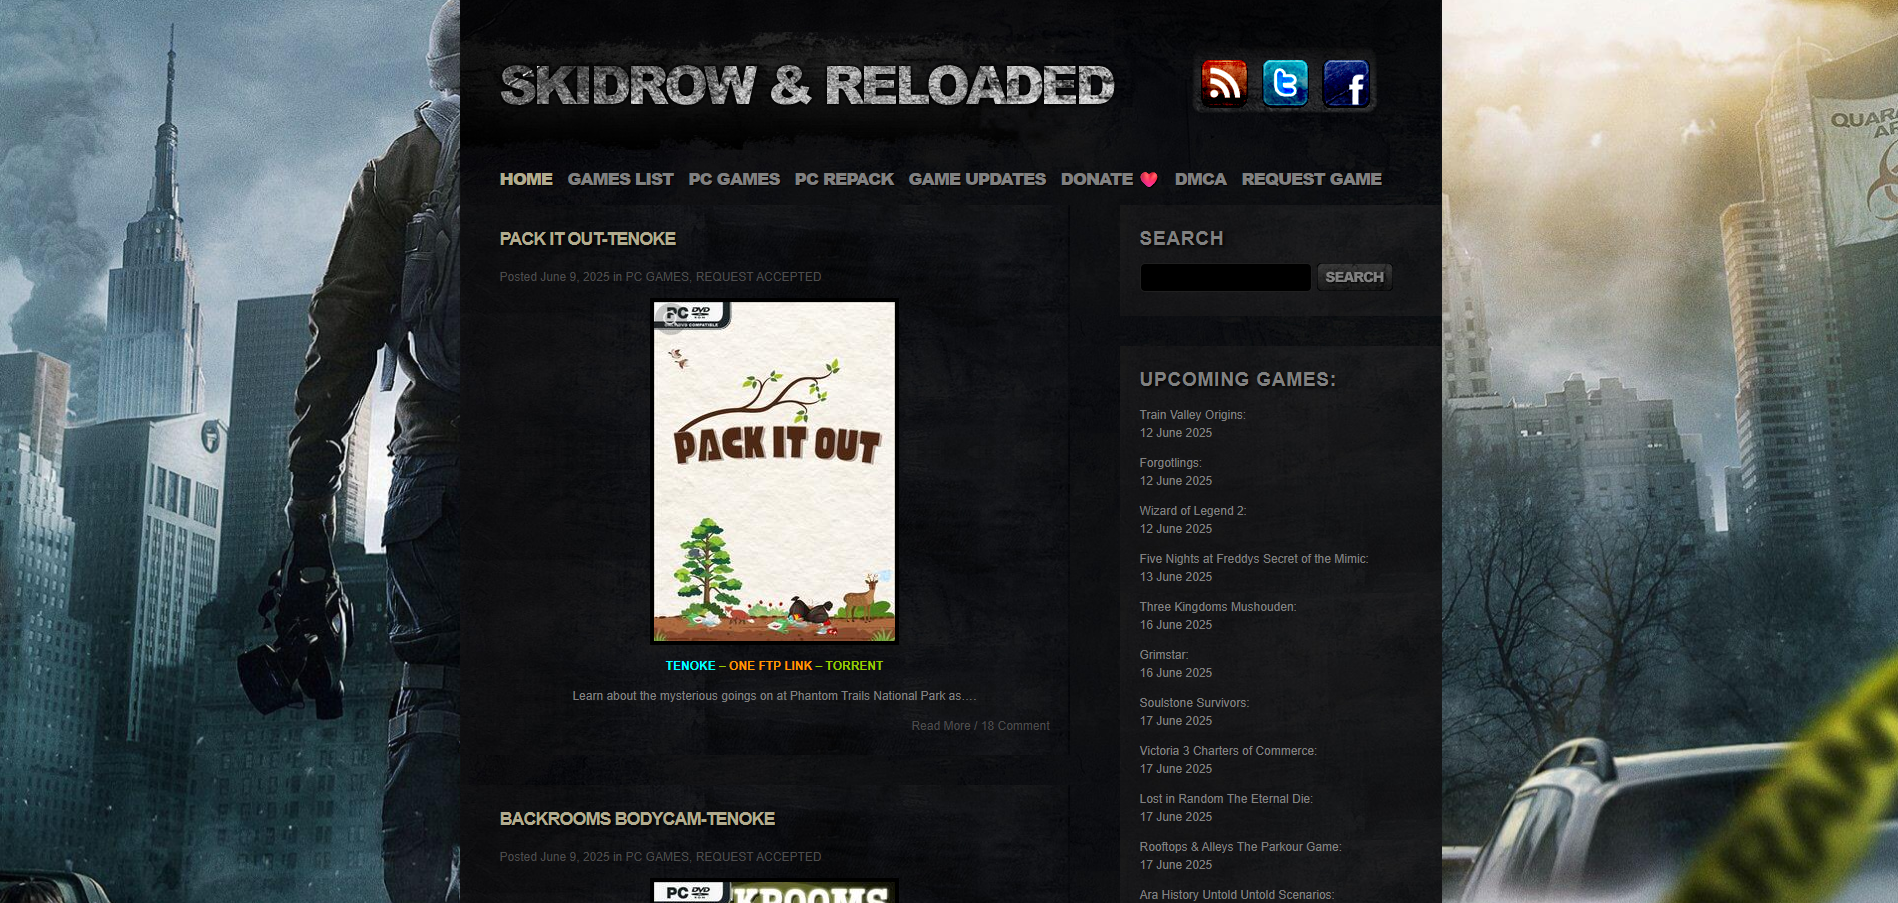 SKIDROW & RELOADED
HOME GAMES LIST PC GAMES PC REPACK GAME UPDATES DONATE DMCA REQUEST GAME
PACK IT OUT-TENOKE
Posted June 9, 2025 in PC GAMES, REQUEST ACCEPTED
PC DVD
PACK IT OUT
TENOKE – ONE FTP LINK – TORRENT
Learn about the mysterious goings on at Phantom Trails National Park as….
Read More / 18 Comment
BACKROOMS BODYCAM-TENOKE
Posted June 9, 2025 in PC GAMES, REQUEST ACCEPTED
PC DVD
KROOMS
SEARCH
SEARCH
UPCOMING GAMES:
Train Valley Origins:
12 June 2025
Forgotlings:
12 June 2025
Wizard of Legend 2:
12 June 2025
Five Nights at Freddys Secret of the Mimic:
13 June 2025
Three Kingdoms Mushouden:
16 June 2025
Grimstar:
16 June 2025
Soulstone Survivors:
17 June 2025
Victoria 3 Charters of Commerce:
17 June 2025
Lost in Random The Eternal Die:
17 June 2025
Rooftops & Alleys The Parkour Game:
17 June 2025
Ara History Untold Untold Scenarios:
QUARA
AR
RANT